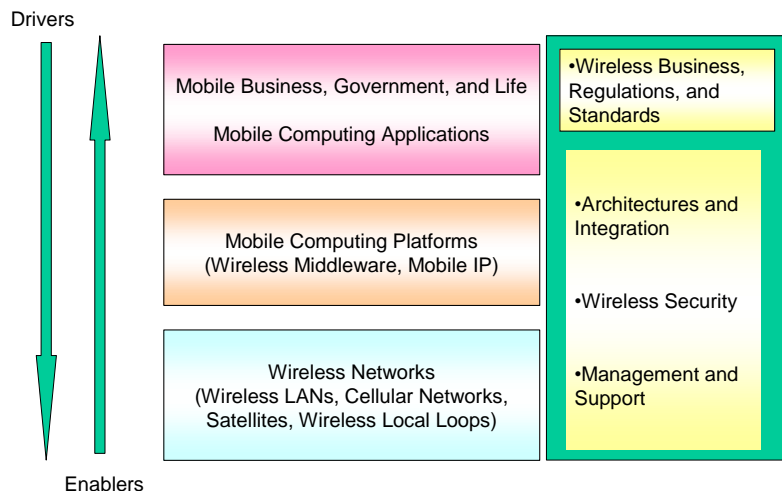 Drivers
Mobile Business, Government, and Life
Mobile Computing Applications
Mobile Computing Platforms
(Wireless Middleware, Mobile IP)
Wireless Networks
(Wireless LANs, Cellular Networks,
Satellites, Wireless Local Loops)
•Wireless Business,
Regulations, and
Standards
•Architectures and
Integration
•Wireless Security
•Management and
Support
Enablers